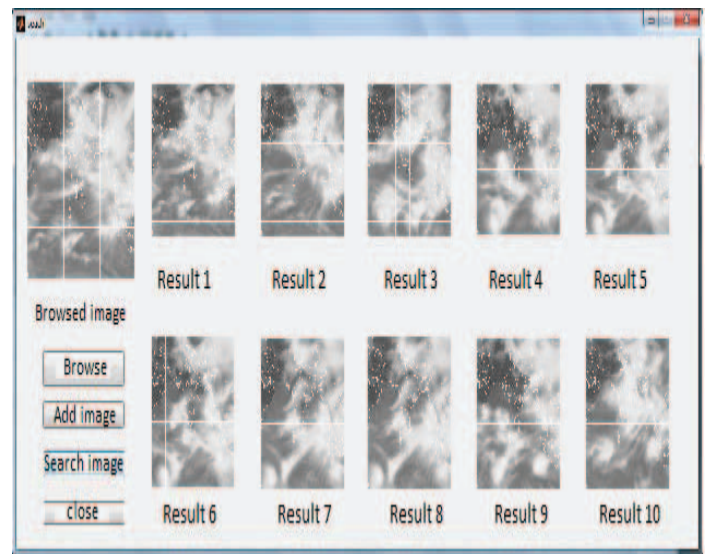 Result 1 Result 2 Result 3 Result 4 Result 5
Browsed image
Browse
Add image
Search image
close
Result 6 Result 7 Result 8 Result 9 Result 10